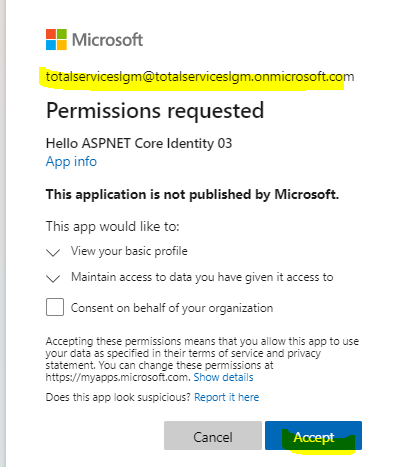 Microsoft
totalserviceslgm@totalserviceslgm.onmicrosoft.com
Permissions requested
Hello ASPNET Core Identity 03
App info
This application is not published by Microsoft.
This app would like to:
View your basic profile
Maintain access to data you have given it access to
Consent on behalf of your organization
Accepting these permissions means that you allow this app to use
your data as specified in their terms of service and privacy
statement. You can change these permissions at
https://myapps.microsoft.com. Show details
Does this app look suspicious? Report it here
Cancel
Accept